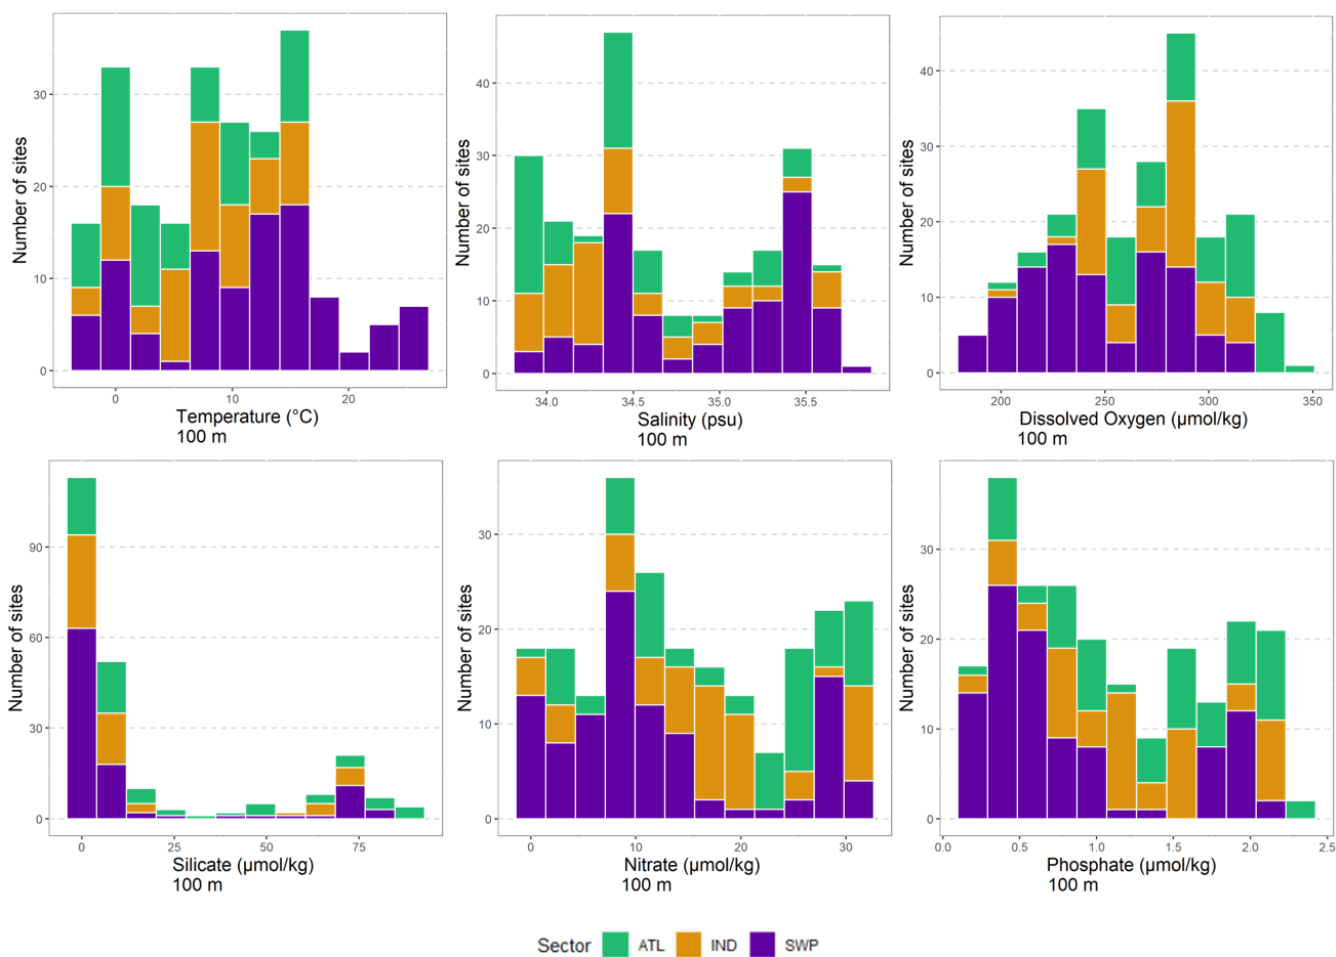 Number of sites
30
20
10
0
0
10
20
Temperature (°C)
100 m
Number of sites
40
30
20
10
0
34.0
34.5
35.0
35.5
Salinity (psu)
100 m
Number of sites
40
30
20
10
0
200
250
300
350
Dissolved Oxygen (µmol/kg)
100 m
Number of sites
90
60
30
0
0
25
50
75
Silicate (µmol/kg)
100 m
Number of sites
30
20
10
0
0
10
20
30
Nitrate (µmol/kg)
100 m
Number of sites
30
20
10
0
0.0
0.5
1.0
1.5
2.0
2.5
Phosphate (µmol/kg)
100 m
Sector ATL IND SWP